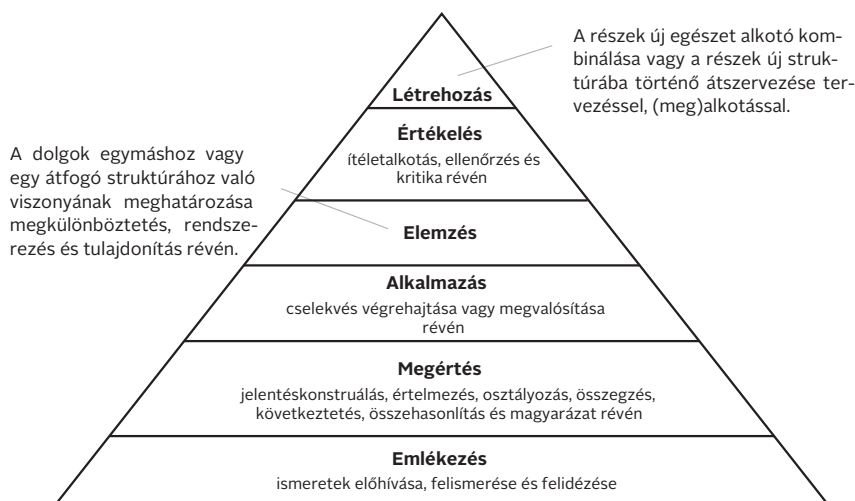 A részek új egészet alkotó kom-
binálása vagy a részek új struk-
túrába történő átszervezése ter-
vezéssel, (meg)alkotással.
Létrehozás
Értékelés
ítéletalkotás, ellenőrzés és
kritika révén
A dolgok egymáshoz vagy
egy átfogó struktúrához való
viszonyának meghatározása
megkülönböztetés, rendsze-
rezés és tulajdonítás révén.
Elemzés
Alkalmazás
cselekvés végrehajtása vagy megvalósítása
révén
Megértés
jelentéskonstruálás, értelmezés, osztályozás, összegzés,
következtetés, összehasonlítás és magyarázat révén
Emlékezés
ismeretek előhívása, felismerése és felidézése